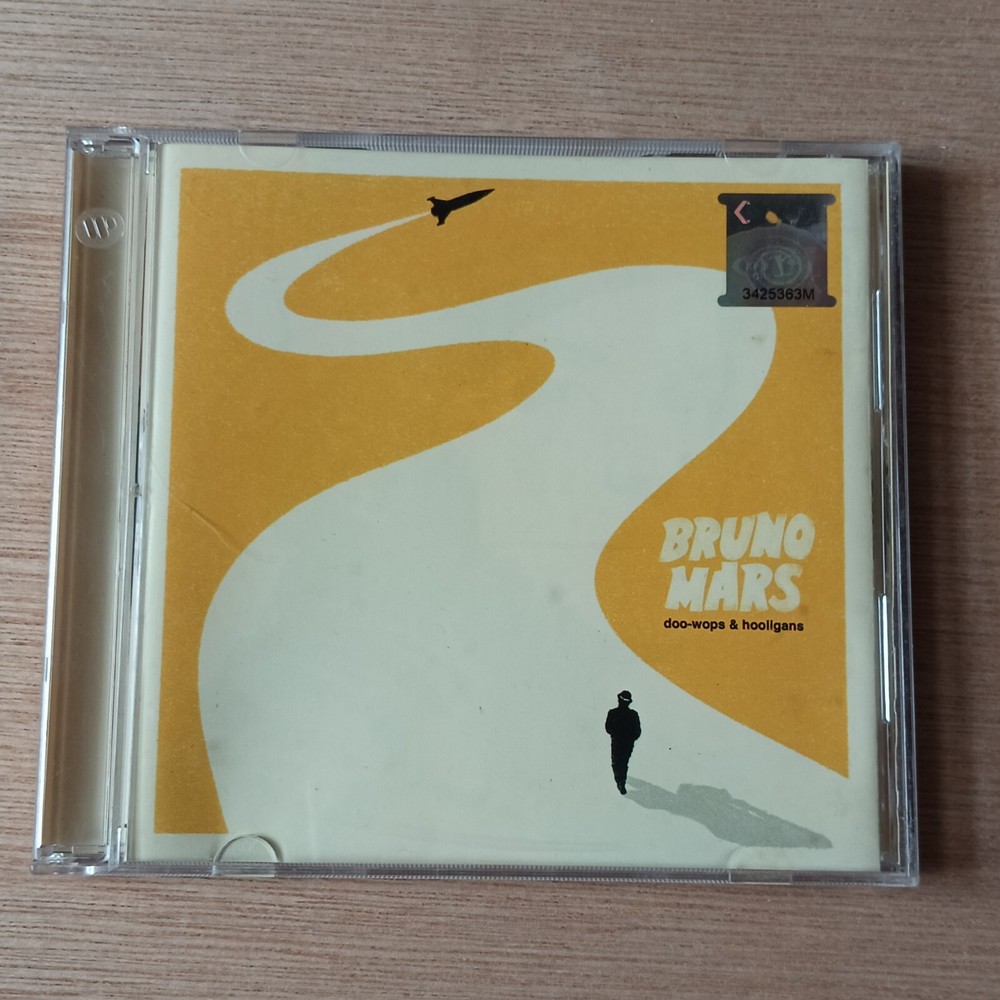 3425363M
BRUNO
MARS
doo-wops & hooligans